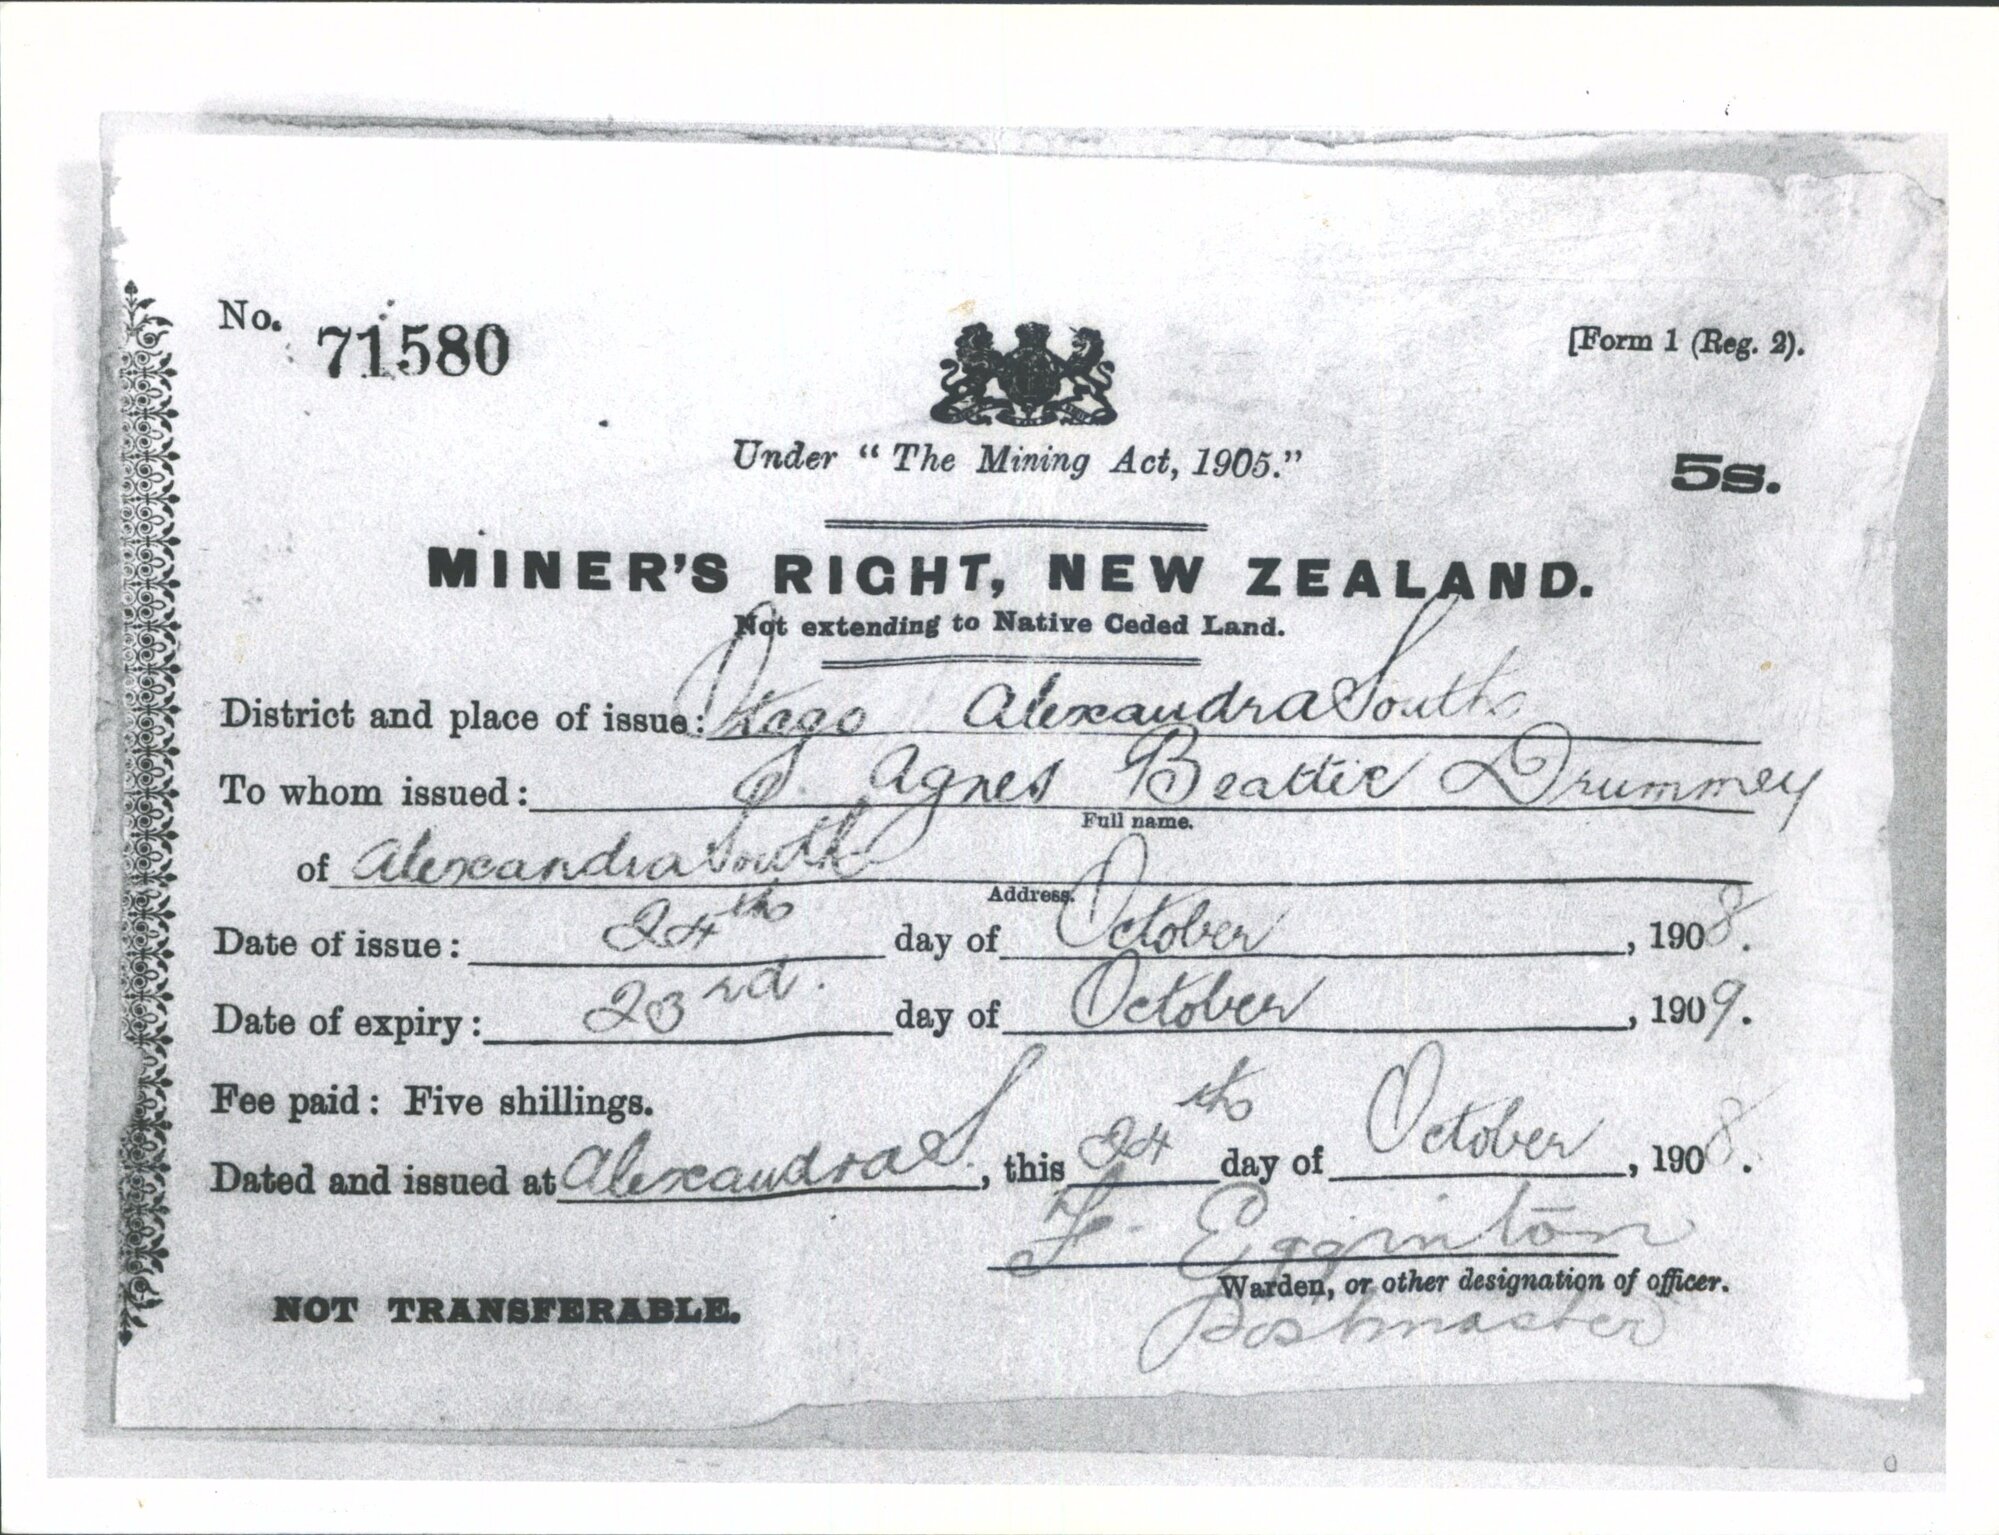 No. 71580
[Form 1 (Reg. 2).
Under "The Mining Act, 1905."
5s.
MINER'S RIGHT, NEW ZEALAND.
Not extending to Native Ceded Land.
District and place of issue: Otago Alexandra South
To whom issued: Agnes Beattie Drummey
Full name.
of Alexandra South
Address.
Date of issue: 24th day of October, 1908.
Date of expiry: 23rd. day of October, 1909.
Fee paid: Five shillings.
Dated and issued at Alexandra S., this 24th day of October, 1908.
F. Egginton
Warden, or other designation of officer.
Postmaster
NOT TRANSFERABLE.